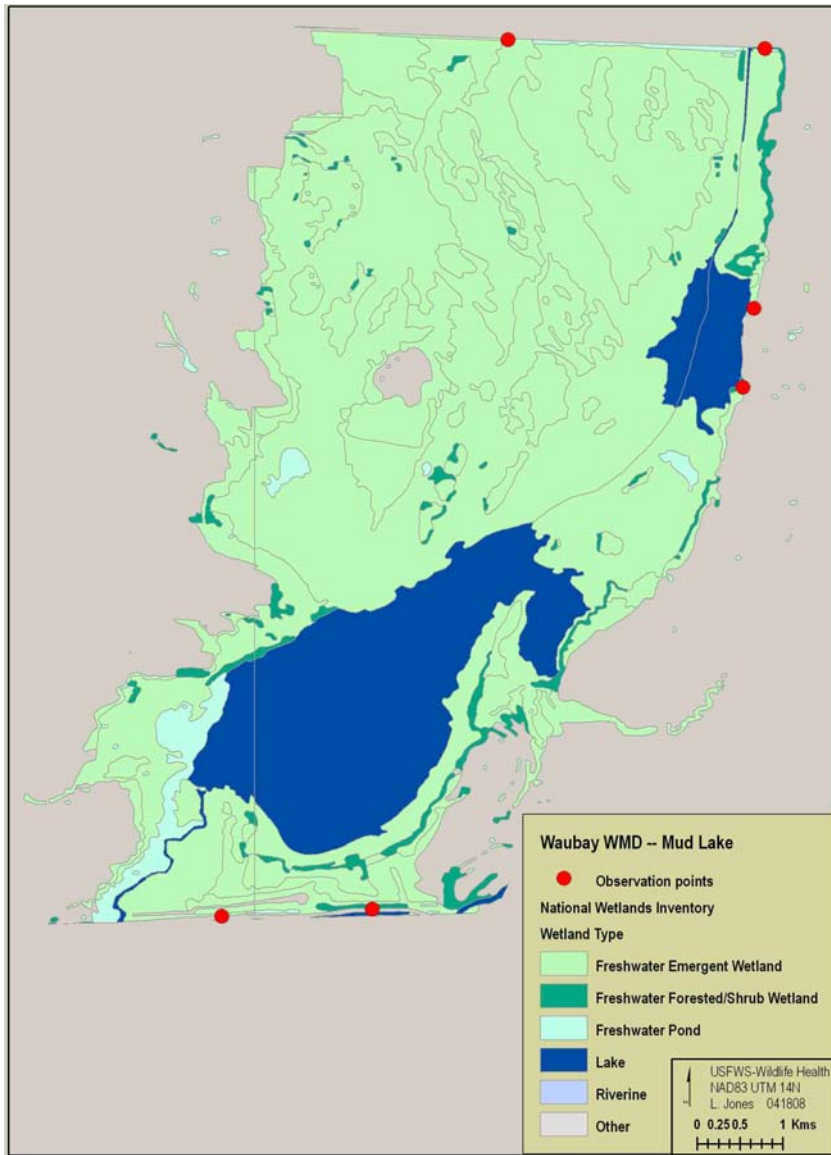 Waubay WMD -- Mud Lake
Observation points
National Wetlands Inventory
Wetland Type
Freshwater Emergent Wetland
Freshwater Forested/Shrub Wetland
Freshwater Pond
Lake
Riverine
Other
USFWS-Wildlife Health
NAD83 UTM 14N
L. Jones 041808
0 0.25 0.5 1 Kms